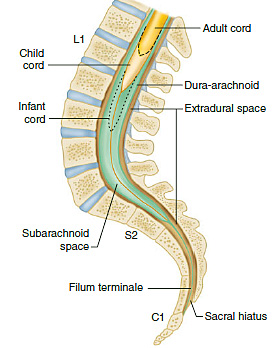 Adult cord
L1
Child
cord
Dura-arachnoid
Infant
cord
Extradural space
Subarachnoid
space
S2
Filum terminale
C1
Sacral hiatus